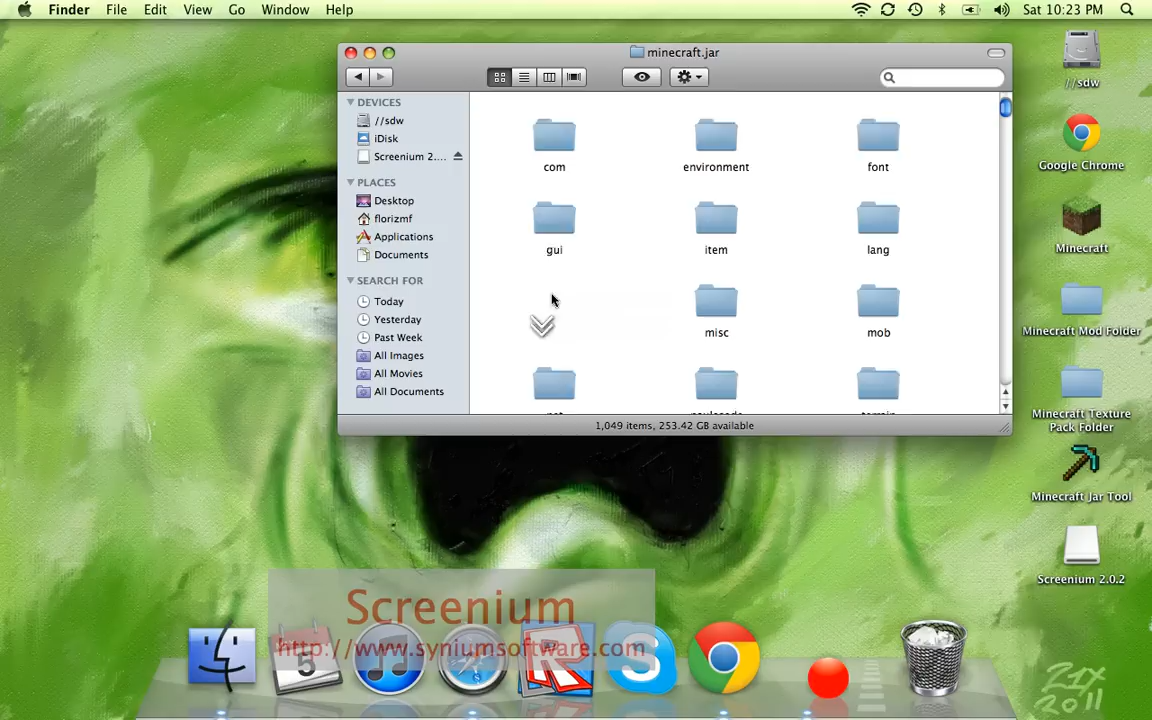 Finder File Edit View Go Window Help
Sat 10:23 PM
minecraft.jar
DEVICES
//sdw
iDisk
Screenium 2....
PLACES
Desktop
florizmf
Applications
Documents
SEARCH FOR
Today
Yesterday
Past Week
All Images
All Movies
All Documents
com environment font
gui item lang
misc mob
1,049 items, 253.42 GB available
//sdw
Google Chrome
Minecraft
Minecraft Mod Folder
Minecraft Texture
Pack Folder
Minecraft Jar Tool
Screenium 2.0.2
Screenium
http://www.syniumsoftware.com
5
ZIX
2011